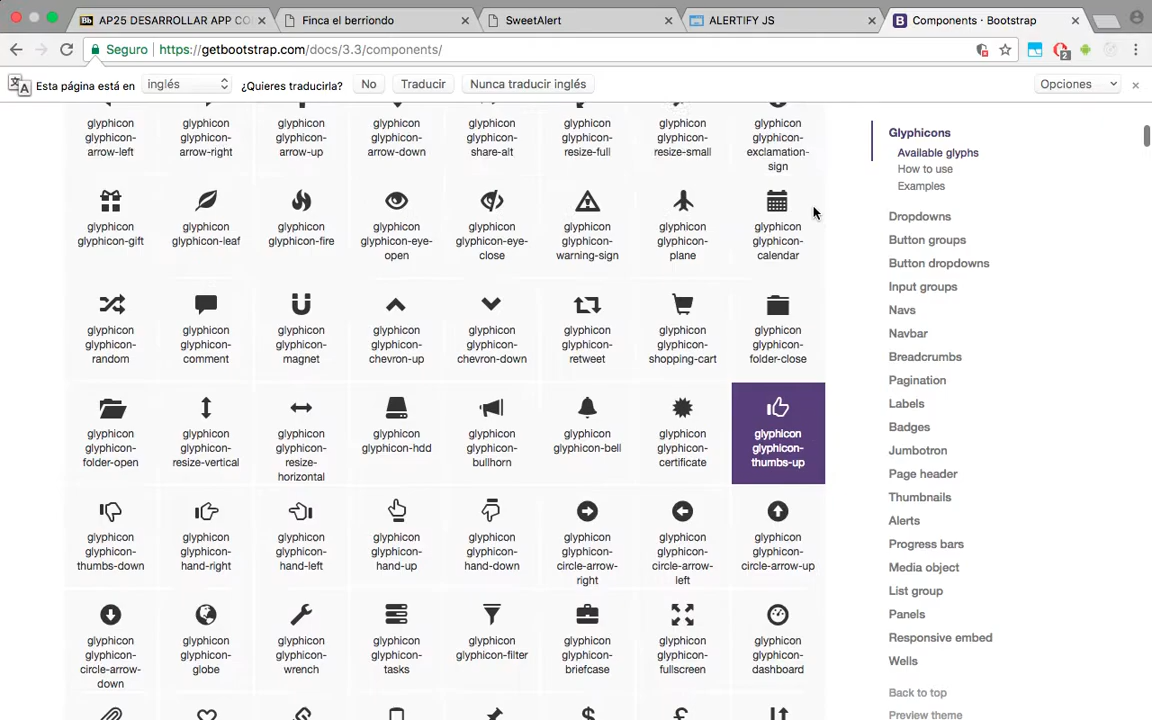 AP25 DESARROLLAR APP CO
Finca el berriondo
SweetAlert
ALERTIFY JS
Components · Bootstrap
Seguro
https://getbootstrap.com/docs/3.3/components/
2
Esta página está en
inglés
¿Quieres traducirla?
No
Traducir
Nunca traducir inglés
Opciones
glyphicon
glyphicon-
arrow-left
glyphicon
glyphicon-
arrow-right
glyphicon
glyphicon-
arrow-up
glyphicon
glyphicon-
arrow-down
glyphicon
glyphicon-
share-alt
glyphicon
glyphicon-
resize-full
glyphicon
glyphicon-
resize-small
glyphicon
glyphicon-
exclamation-
sign
glyphicon
glyphicon-gift
glyphicon
glyphicon-leaf
glyphicon
glyphicon-fire
glyphicon
glyphicon-eye-
open
glyphicon
glyphicon-eye-
close
glyphicon
glyphicon-
warning-sign
glyphicon
glyphicon-
plane
glyphicon
glyphicon-
calendar
glyphicon
glyphicon-
random
glyphicon
glyphicon-
comment
glyphicon
glyphicon-
magnet
glyphicon
glyphicon-
chevron-up
glyphicon
glyphicon-
chevron-down
glyphicon
glyphicon-
retweet
glyphicon
glyphicon-
shopping-cart
glyphicon
glyphicon-
folder-close
glyphicon
glyphicon-
folder-open
glyphicon
glyphicon-
resize-vertical
glyphicon
glyphicon-
resize-
horizontal
glyphicon
glyphicon-hdd
glyphicon
glyphicon-
bullhorn
glyphicon
glyphicon-bell
glyphicon
glyphicon-
certificate
glyphicon
glyphicon-
thumbs-up
glyphicon
glyphicon-
thumbs-down
glyphicon
glyphicon-
hand-right
glyphicon
glyphicon-
hand-left
glyphicon
glyphicon-
hand-up
glyphicon
glyphicon-
hand-down
glyphicon
glyphicon-
circle-arrow-
right
glyphicon
glyphicon-
circle-arrow-
left
glyphicon
glyphicon-
circle-arrow-up
glyphicon
glyphicon-
circle-arrow-
down
glyphicon
glyphicon-
globe
glyphicon
glyphicon-
wrench
glyphicon
glyphicon-
tasks
glyphicon
glyphicon-filter
glyphicon
glyphicon-
briefcase
glyphicon
glyphicon-
fullscreen
glyphicon
glyphicon-
dashboard
Glyphicons
Available glyphs
How to use
Examples
Dropdowns
Button groups
Button dropdowns
Input groups
Navs
Navbar
Breadcrumbs
Pagination
Labels
Badges
Jumbotron
Page header
Thumbnails
Alerts
Progress bars
Media object
List group
Panels
Responsive embed
Wells
Back to top
Preview theme